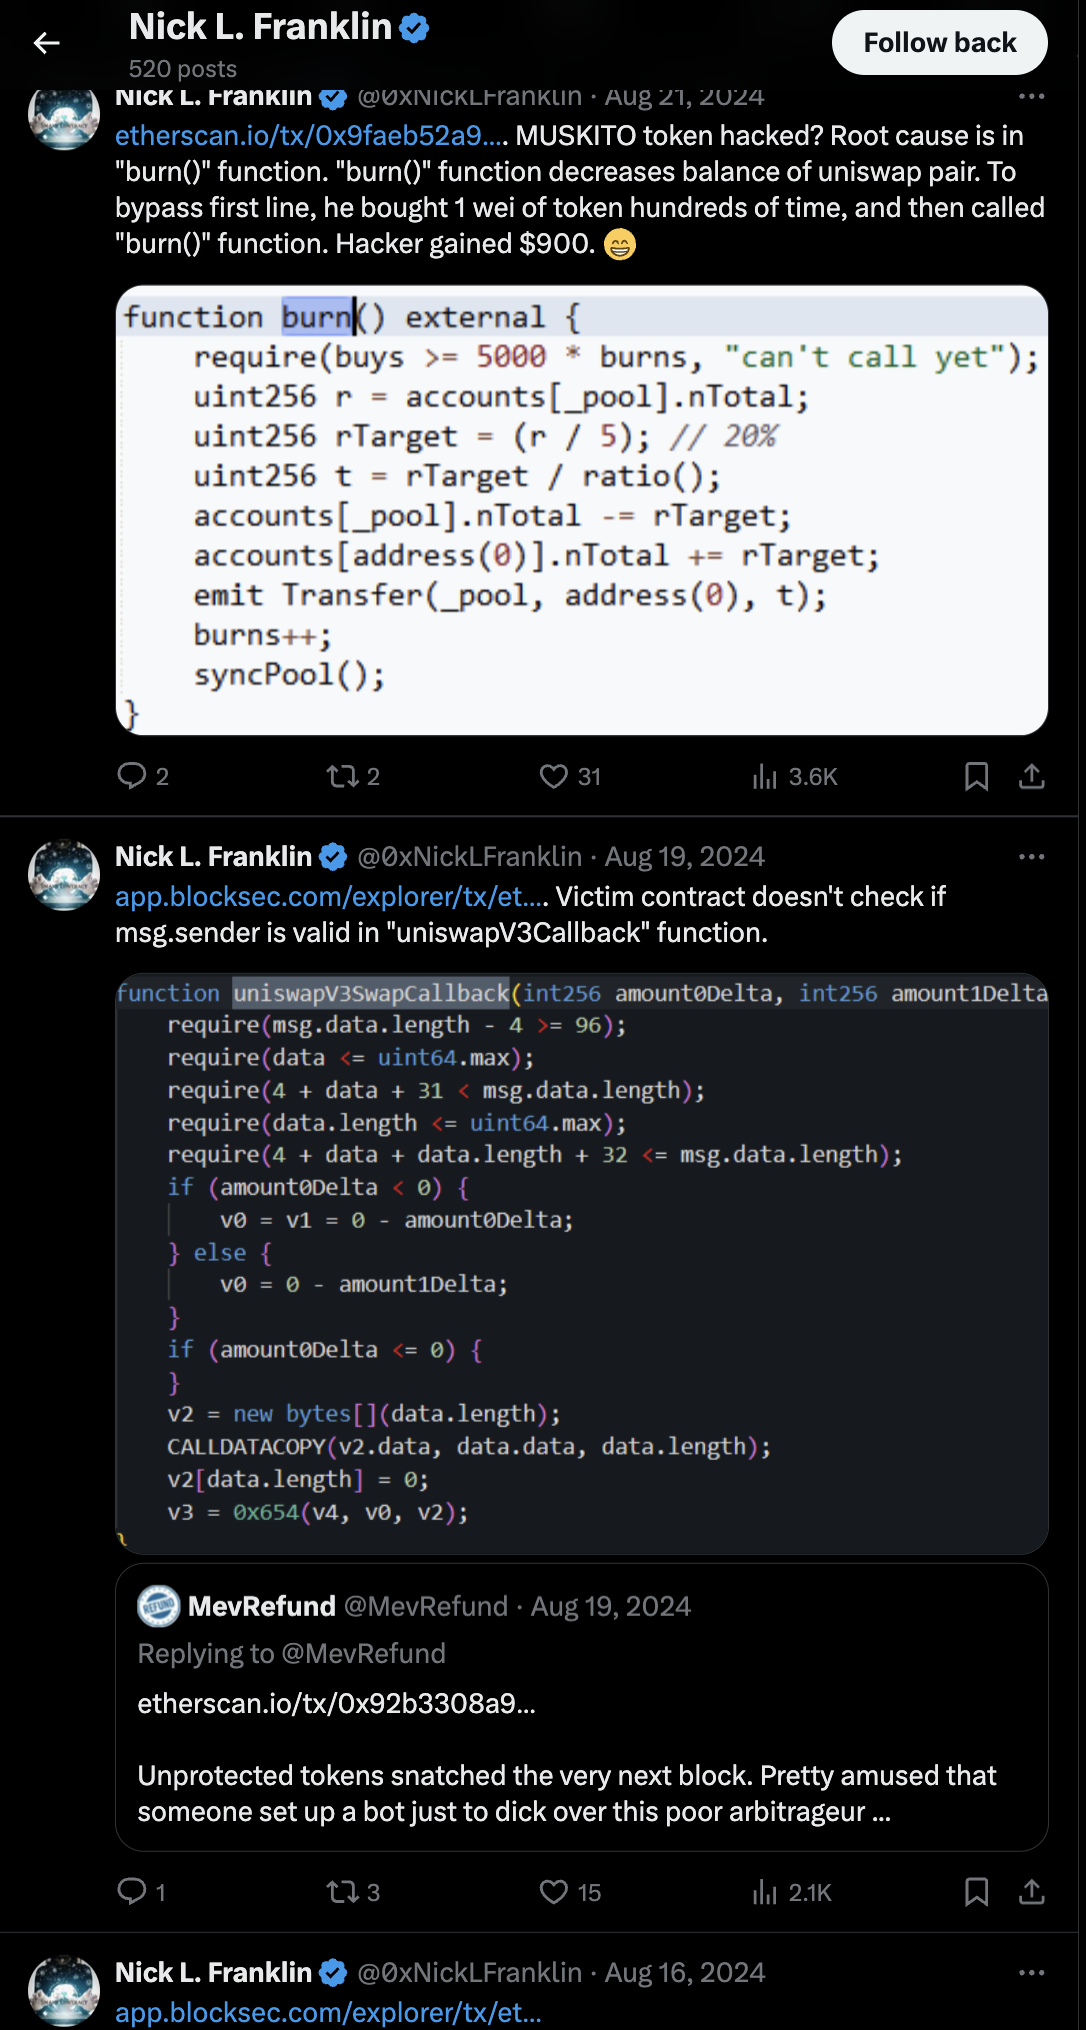 Nick L. Franklin
520 posts
Follow back
Nick L. Franklin @0xNickLFranklin · Aug 21, 2024
etherscan.io/tx/0x9faeb52a9.... MUSKITO token hacked? Root cause is in
"burn()" function. "burn()" function decreases balance of uniswap pair. To
bypass first line, he bought 1 wei of token hundreds of time, and then called
"burn()" function. Hacker gained $900. 😁
function burn() external {
require(buys >= 5000 * burns, "can't call yet");
uint256 r = accounts[_pool].nTotal;
uint256 rTarget = (r / 5); // 20%
uint256 t = rTarget / ratio();
accounts[_pool].nTotal -= rTarget;
accounts[address(0)].nTotal += rTarget;
emit Transfer(_pool, address(0), t);
burns++;
syncPool();
}
2 2 31 3.6K
Nick L. Franklin @0xNickLFranklin · Aug 19, 2024
app.blocksec.com/explorer/tx/et.... Victim contract doesn't check if
msg.sender is valid in "uniswapV3Callback" function.
function uniswapV3SwapCallback(int256 amount0Delta, int256 amount1Delta
require(msg.data.length - 4 >= 96);
require(data <= uint64.max);
require(4 + data + 31 < msg.data.length);
require(data.length <= uint64.max);
require(4 + data + data.length + 32 <= msg.data.length);
if (amount0Delta < 0) {
v0 = v1 = 0 - amount0Delta;
} else {
v0 = 0 - amount1Delta;
}
if (amount0Delta <= 0) {
}
v2 = new bytes[](data.length);
CALLDATACOPY(v2.data, data.data, data.length);
v2[data.length] = 0;
v3 = 0x654(v4, v0, v2);
}
REFUND
MevRefund @MevRefund · Aug 19, 2024
Replying to @MevRefund
etherscan.io/tx/0x92b3308a9...
Unprotected tokens snatched the very next block. Pretty amused that
someone set up a bot just to dick over this poor arbitrageur ...
1 3 15 2.1K
Nick L. Franklin @0xNickLFranklin · Aug 16, 2024
app.blocksec.com/explorer/tx/et...